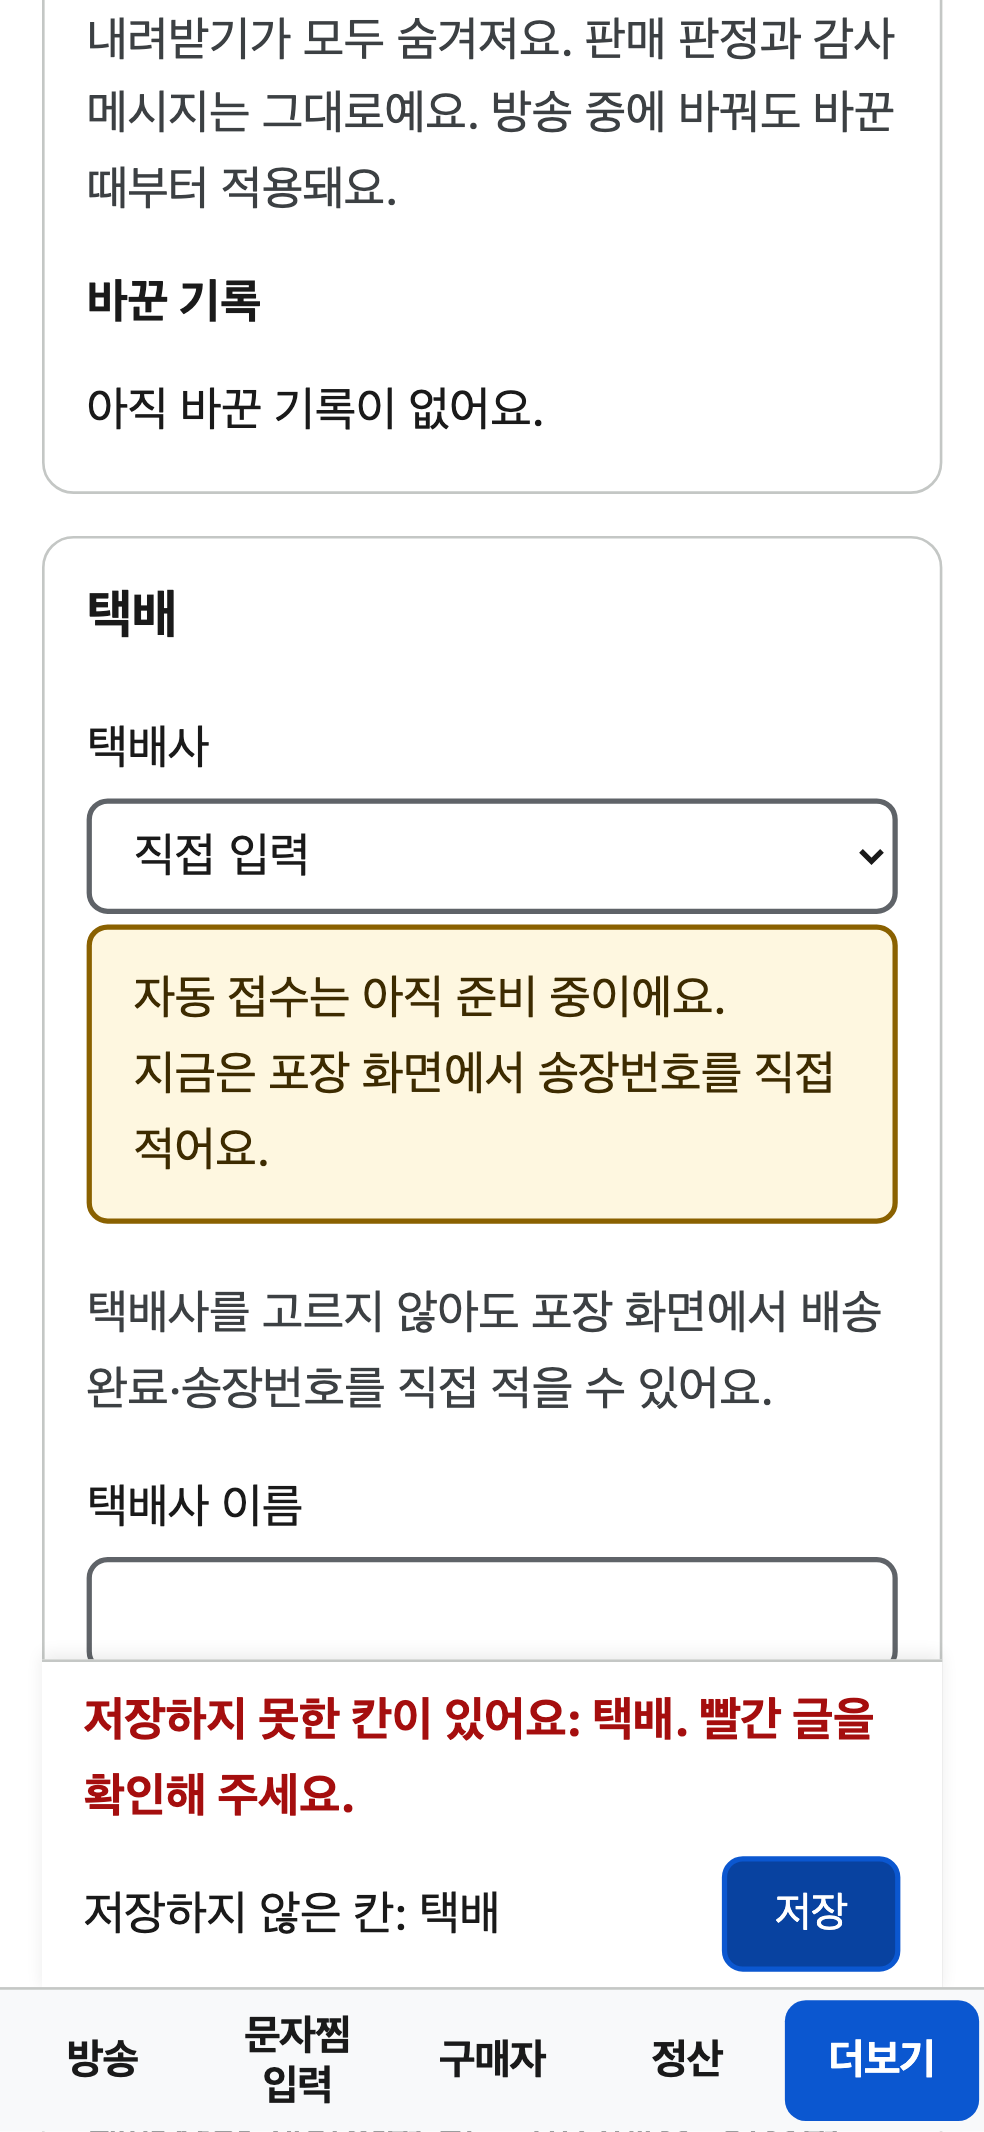 내려받기가 모두 숨겨져요. 판매 판정과 감사
메시지는 그대로예요. 방송 중에 바꿔도 바꾼
때부터 적용돼요.
바꾼 기록
아직 바꾼 기록이 없어요.
택배
택배사
직접 입력
자동 접수는 아직 준비 중이에요.
지금은 포장 화면에서 송장번호를 직접
적어요.
택배사를 고르지 않아도 포장 화면에서 배송
완료·송장번호를 직접 적을 수 있어요.
택배사 이름
저장하지 못한 칸이 있어요: 택배. 빨간 글을
확인해 주세요.
저장하지 않은 칸: 택배
저장
방송
문자찜
입력
구매자
정산
더보기